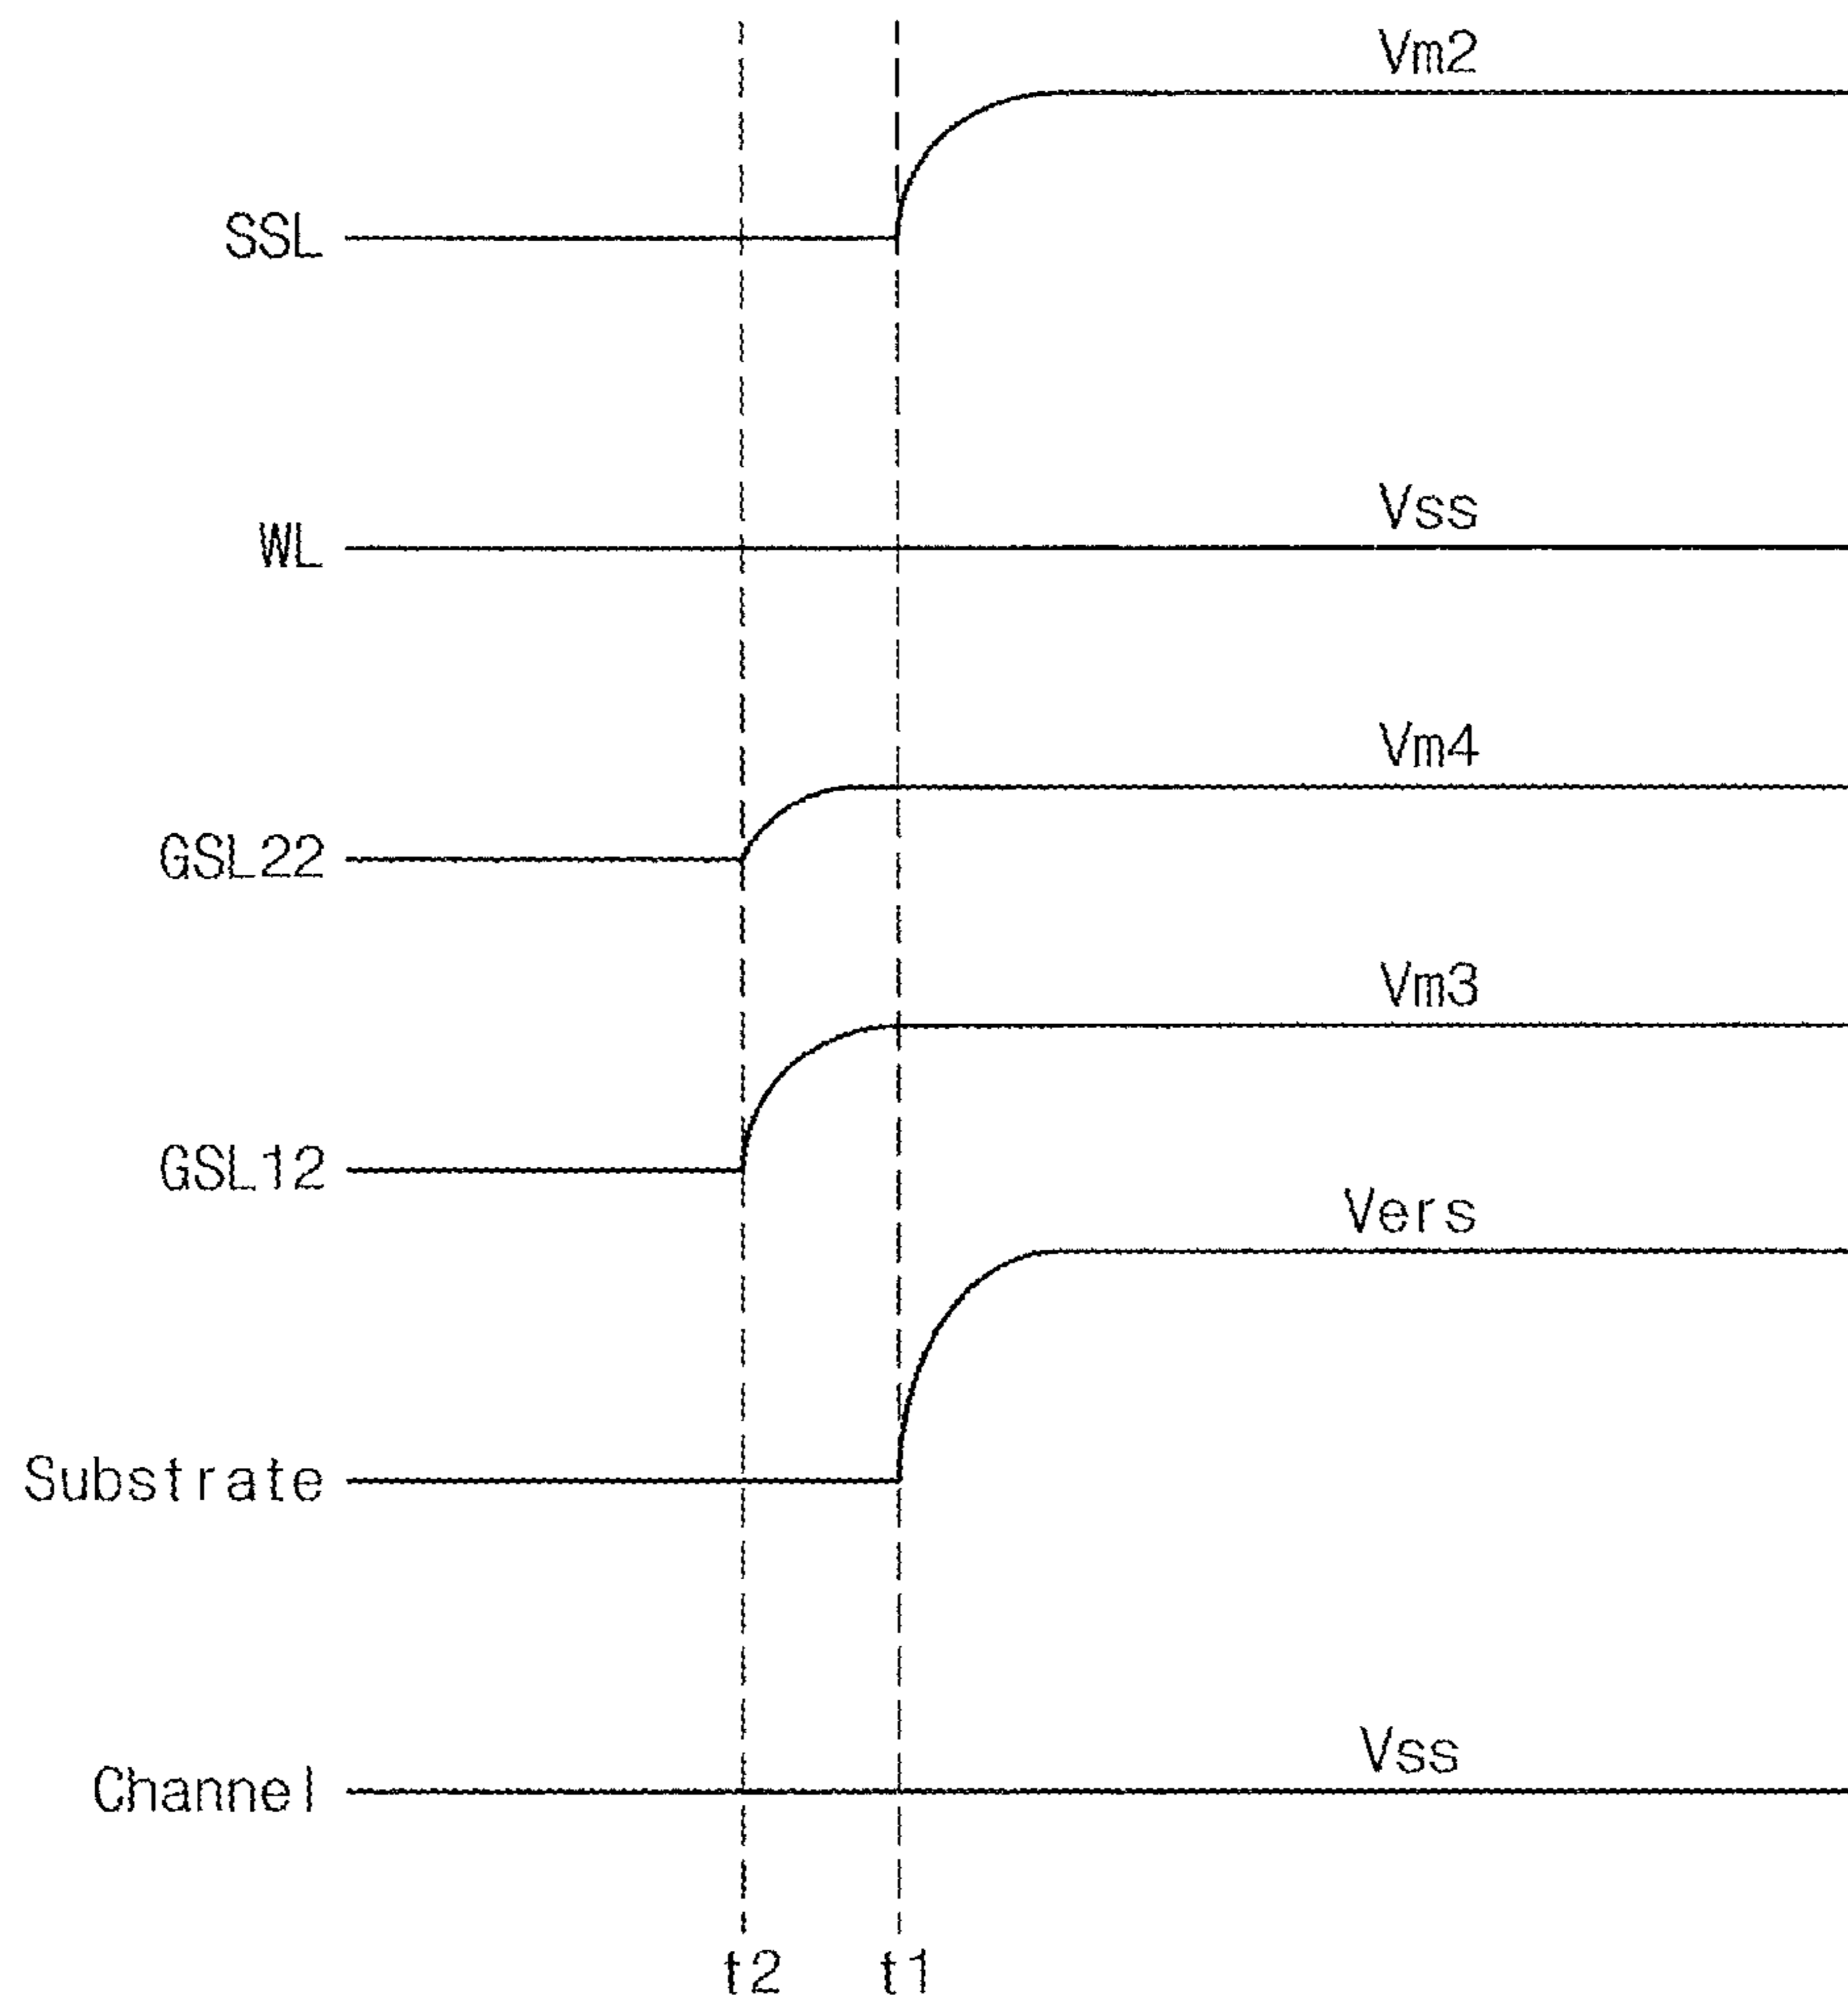 Vm2
SSL
Vss
WL
Vm4
GSL22
Vm3
GSL12
Vers
Substrate
Vss
Channel
t2 t1